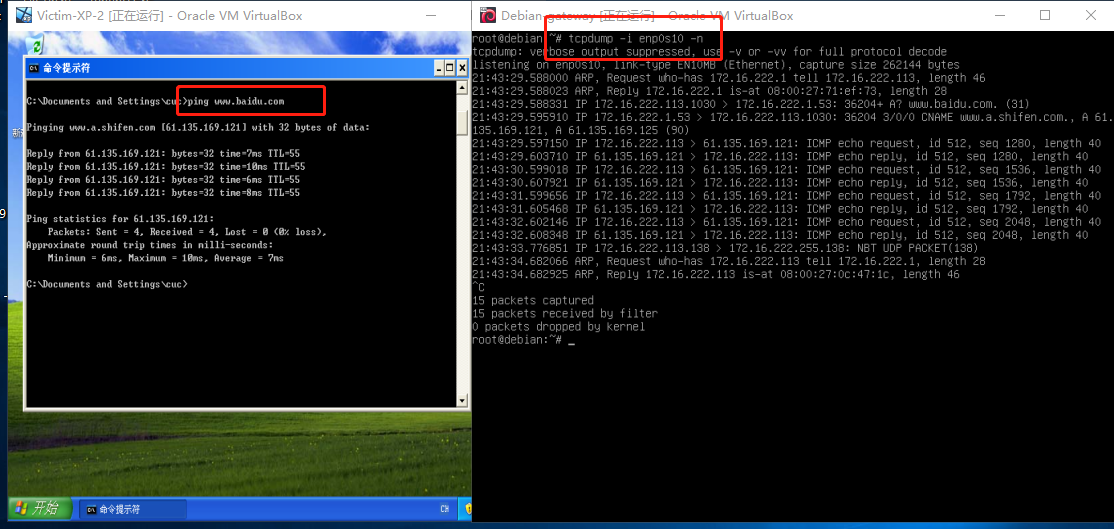 Victim-XP-2 [正在运行] - Oracle VM VirtualBox
命令提示符
C:\Documents and Settings\cuc>ping www.baidu.com
Pinging www.a.shifen.com [61.135.169.121] with 32 bytes of data:
Reply from 61.135.169.121: bytes=32 time=7ms TTL=55
Reply from 61.135.169.121: bytes=32 time=10ms TTL=55
Reply from 61.135.169.121: bytes=32 time=6ms TTL=55
Reply from 61.135.169.121: bytes=32 time=8ms TTL=55
Ping statistics for 61.135.169.121:
Packets: Sent = 4, Received = 4, Lost = 0 (0% loss),
Approximate round trip times in milli-seconds:
Minimum = 6ms, Maximum = 10ms, Average = 7ms
C:\Documents and Settings\cuc>
开始
命令提示符
CH
Debian-gateway [正在运行] - Oracle VM VirtualBox
root@debian:~# tcpdump -i enp0s10 -n
tcpdump: verbose output suppressed, use -v or -vv for full protocol decode
listening on enp0s10, link-type EN10MB (Ethernet), capture size 262144 bytes
21:43:29.588000 ARP, Request who-has 172.16.222.1 tell 172.16.222.113, length 46
21:43:29.588023 ARP, Reply 172.16.222.1 is-at 08:00:27:71:ef:73, length 28
21:43:29.588331 IP 172.16.222.113.1030 > 172.16.222.1.53: 36204+ A? www.baidu.com. (31)
21:43:29.595910 IP 172.16.222.1.53 > 172.16.222.113.1030: 36204 3/0/0 CNAME www.a.shifen.com., A 61.
135.169.121, A 61.135.169.125 (90)
21:43:29.597150 IP 172.16.222.113 > 61.135.169.121: ICMP echo request, id 512, seq 1280, length 40
21:43:29.603710 IP 61.135.169.121 > 172.16.222.113: ICMP echo reply, id 512, seq 1280, length 40
21:43:30.599018 IP 172.16.222.113 > 61.135.169.121: ICMP echo request, id 512, seq 1536, length 40
21:43:30.607921 IP 61.135.169.121 > 172.16.222.113: ICMP echo reply, id 512, seq 1536, length 40
21:43:31.599656 IP 172.16.222.113 > 61.135.169.121: ICMP echo request, id 512, seq 1792, length 40
21:43:31.605468 IP 61.135.169.121 > 172.16.222.113: ICMP echo reply, id 512, seq 1792, length 40
21:43:32.602146 IP 172.16.222.113 > 61.135.169.121: ICMP echo request, id 512, seq 2048, length 40
21:43:32.608348 IP 61.135.169.121 > 172.16.222.113: ICMP echo reply, id 512, seq 2048, length 40
21:43:33.776851 IP 172.16.222.113.138 > 172.16.222.255.138: NBT UDP PACKET(138)
21:43:34.682066 ARP, Request who-has 172.16.222.113 tell 172.16.222.1, length 28
21:43:34.682925 ARP, Reply 172.16.222.113 is-at 08:00:27:0c:47:1c, length 46
^C
15 packets captured
15 packets received by filter
0 packets dropped by kernel
root@debian:~# _